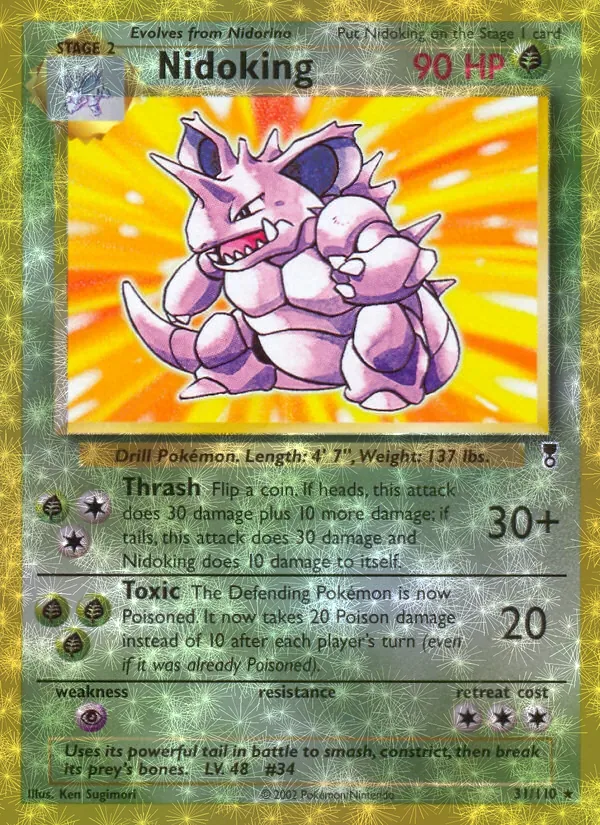 Evolves from Nidorino Put Nidoking on the Stage 1 card
STAGE 2
Nidoking 90 HP
Drill Pokémon. Length: 4' 7", Weight: 137 lbs.
Thrash Flip a coin. If heads, this attack
does 30 damage plus 10 more damage; if
tails, this attack does 30 damage and
Nidoking does 10 damage to itself.
30+
Toxic The Defending Pokémon is now
Poisoned. It now takes 20 Poison damage
instead of 10 after each player's turn (even
if it was already Poisoned).
20
weakness resistance retreat cost
Uses its powerful tail in battle to smash, constrict, then break
its prey's bones. LV. 48 #34
Illus. Ken Sugimori © 2002 Pokémon/Nintendo 31/110 ★